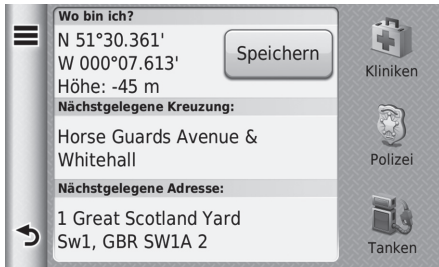 Wo bin ich?
N 51°30.361'
W 000°07.613'
Höhe: -45 m
Speichern
Nächstgelegene Kreuzung:
Horse Guards Avenue &
Whitehall
Nächstgelegene Adresse:
1 Great Scotland Yard
Sw1, GBR SW1A 2
Kliniken
Polizei
Tanken